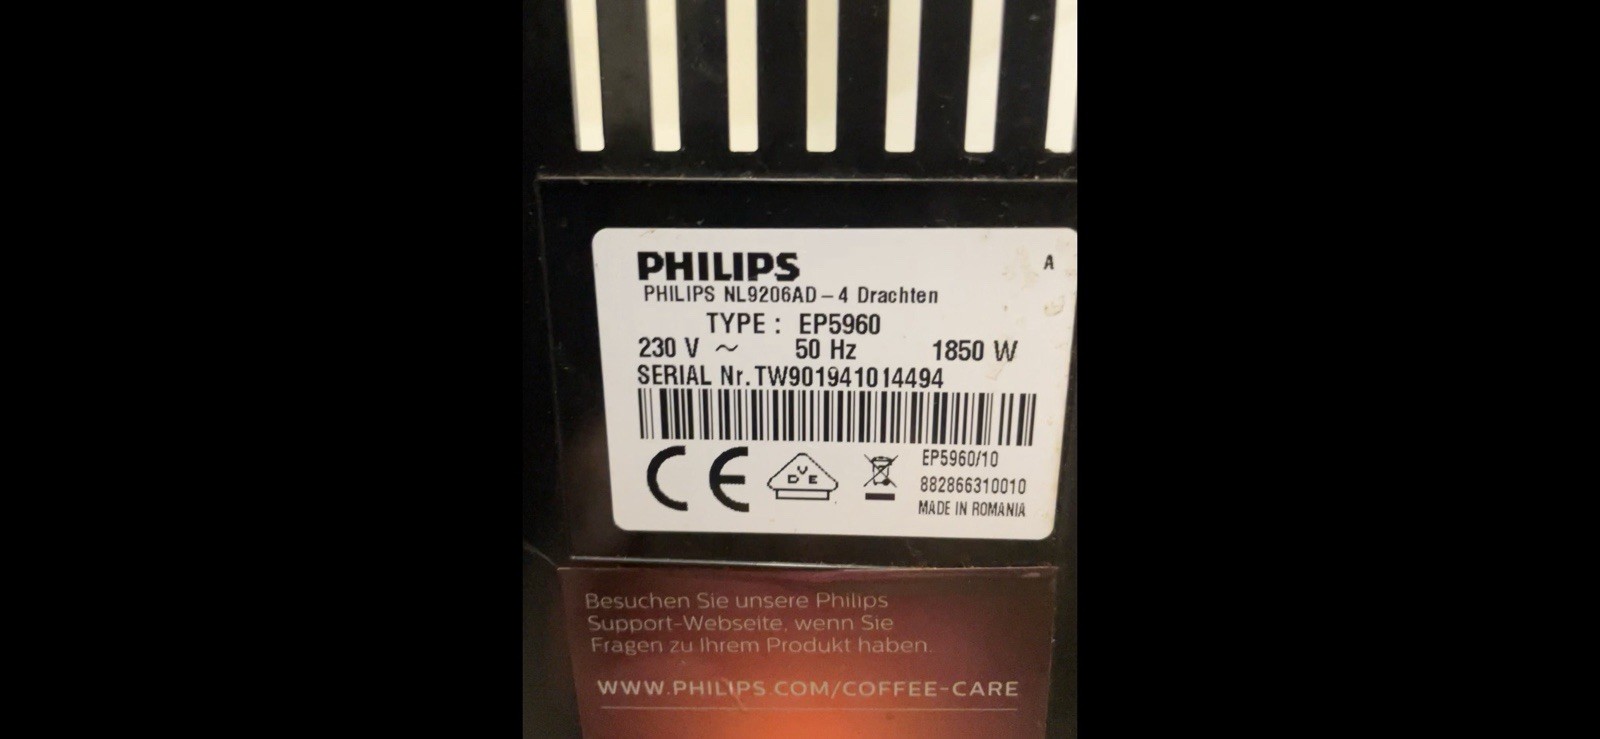 PHILIPS
A
PHILIPS NL9206AD – 4 Drachten
TYPE : EP5960
230 V ~ 50 Hz 1850 W
SERIAL Nr. TW901941014494
CE
VDE
EP5960/10
882866310010
MADE IN ROMANIA
Besuchen Sie unsere Philips
Support-Webseite, wenn Sie
Fragen zu Ihrem Produkt haben.
WWW.PHILIPS.COM/COFFEE-CARE